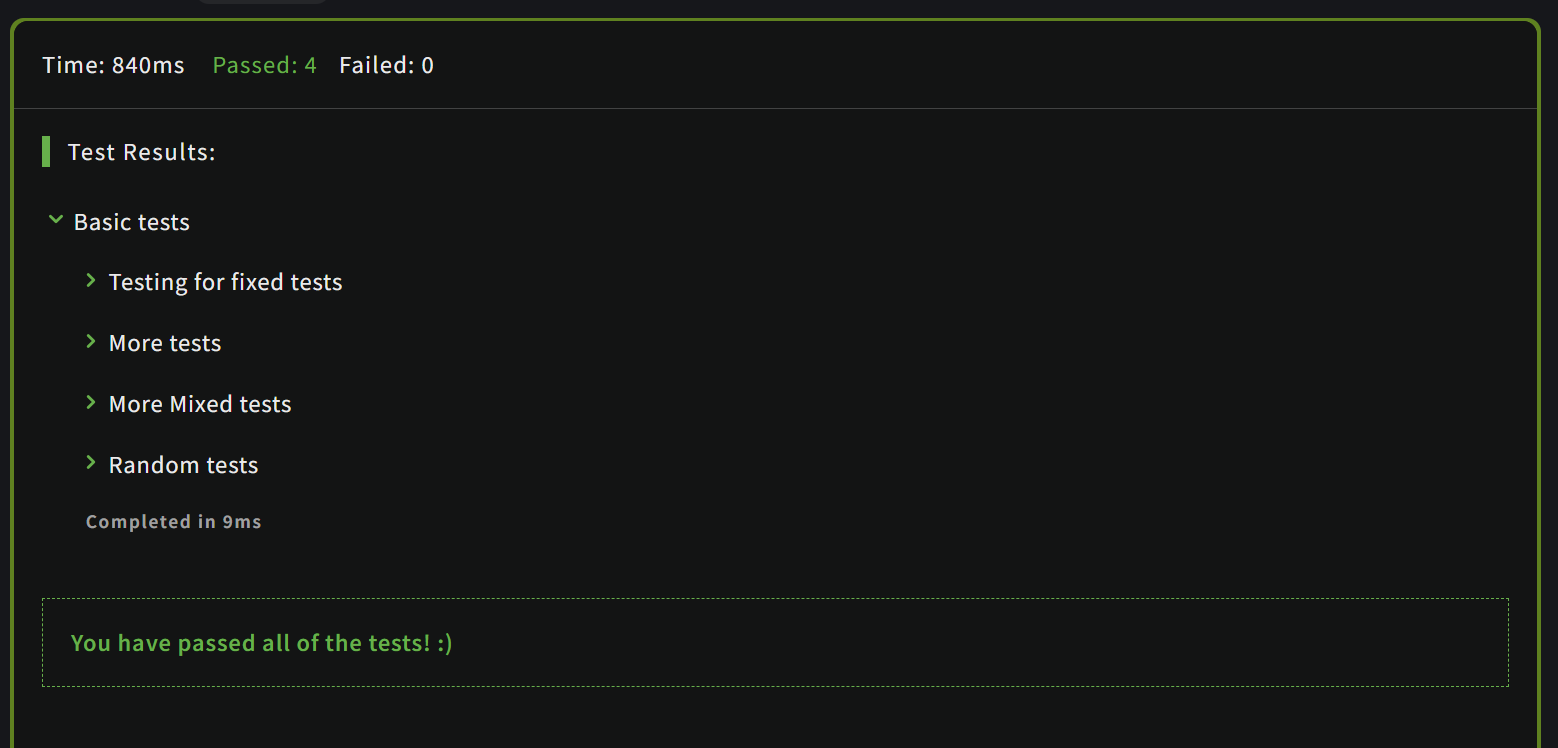 Time: 840ms Passed: 4 Failed: 0
Test Results:
Basic tests
Testing for fixed tests
More tests
More Mixed tests
Random tests
Completed in 9ms
You have passed all of the tests! :)